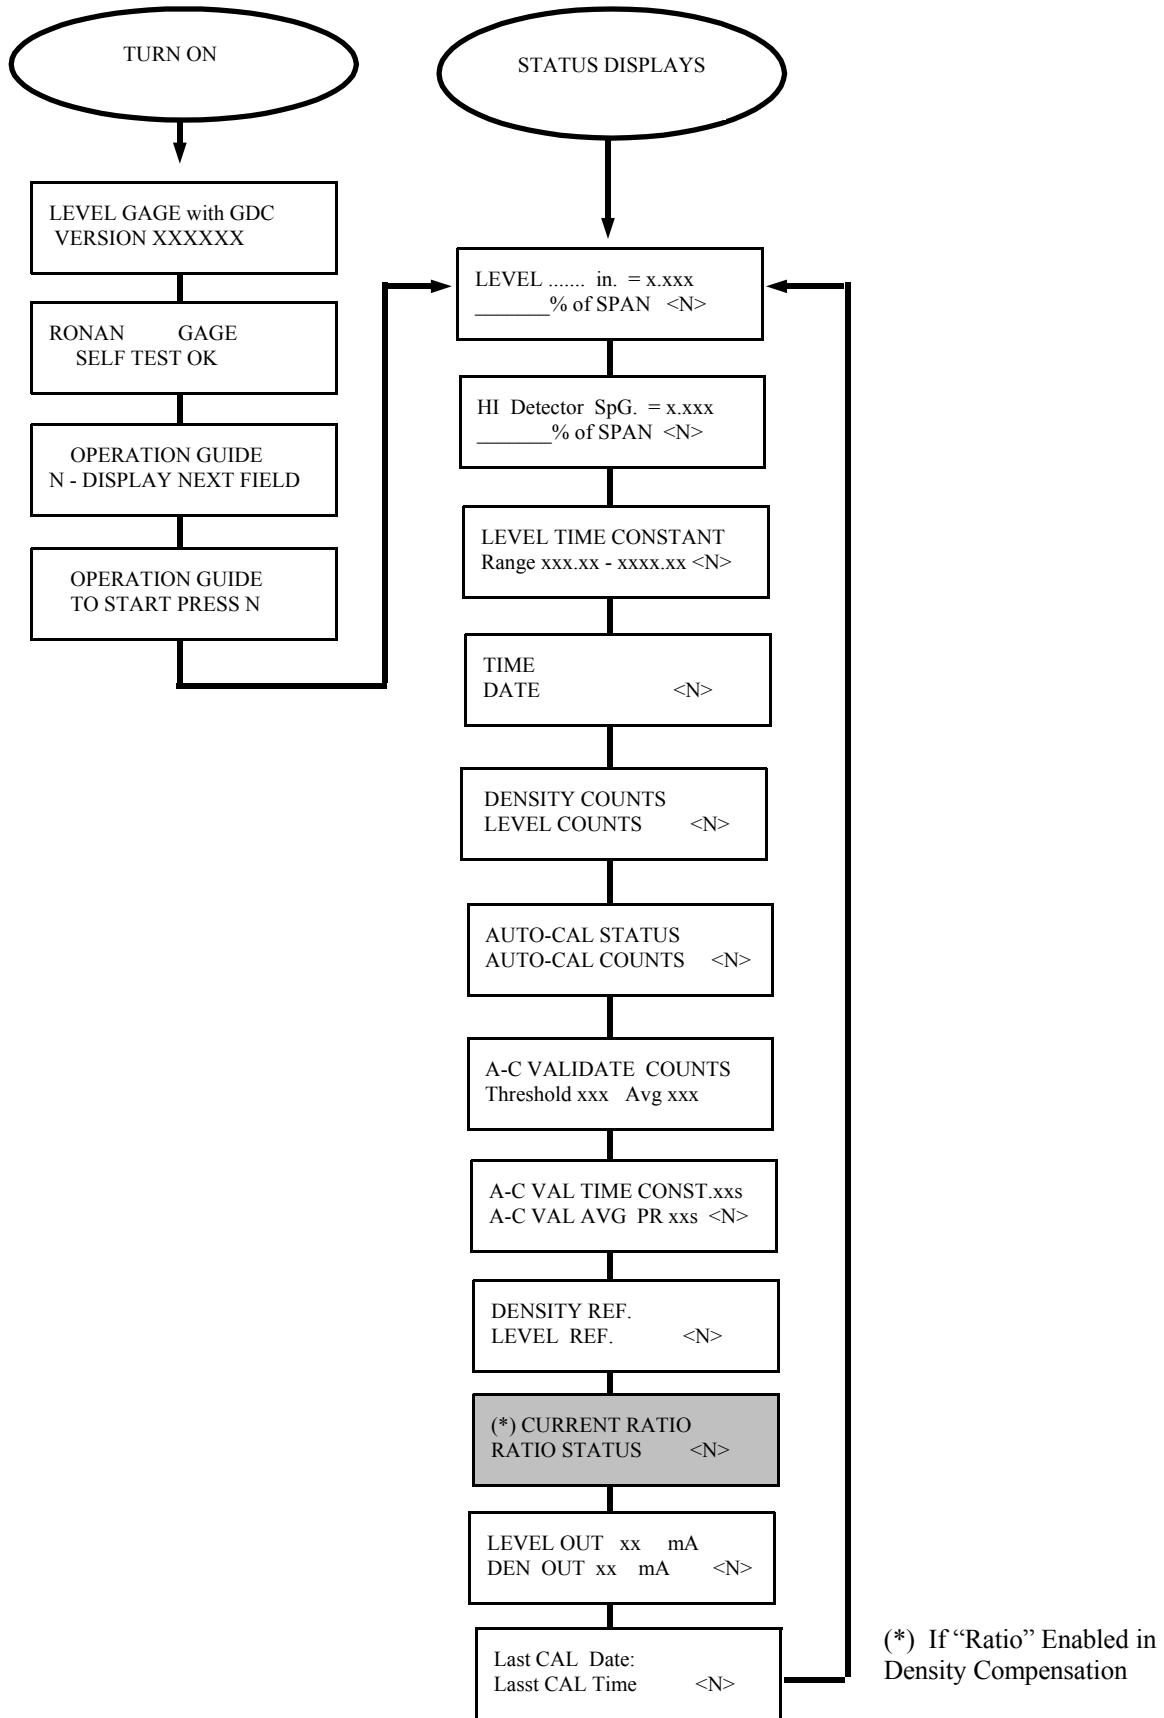 TURN ON
LEVEL GAGE with GDC
VERSION XXXXXX
RONAN GAGE
SELF TEST OK
OPERATION GUIDE
N - DISPLAY NEXT FIELD
OPERATION GUIDE
TO START PRESS N
STATUS DISPLAYS
LEVEL ....... in. = x.xxx
_______% of SPAN <N>
HI Detector SpG. = x.xxx
_______% of SPAN <N>
LEVEL TIME CONSTANT
Range xxx.xx - xxxx.xx <N>
TIME
DATE <N>
DENSITY COUNTS
LEVEL COUNTS <N>
AUTO-CAL STATUS
AUTO-CAL COUNTS <N>
A-C VALIDATE COUNTS
Threshold xxx Avg xxx
A-C VAL TIME CONST.xxs
A-C VAL AVG PR xxs <N>
DENSITY REF.
LEVEL REF. <N>
(*) CURRENT RATIO
RATIO STATUS <N>
LEVEL OUT xx mA
DEN OUT xx mA <N>
Last CAL Date:
Lasst CAL Time <N>
(*) If “Ratio” Enabled in
Density Compensation